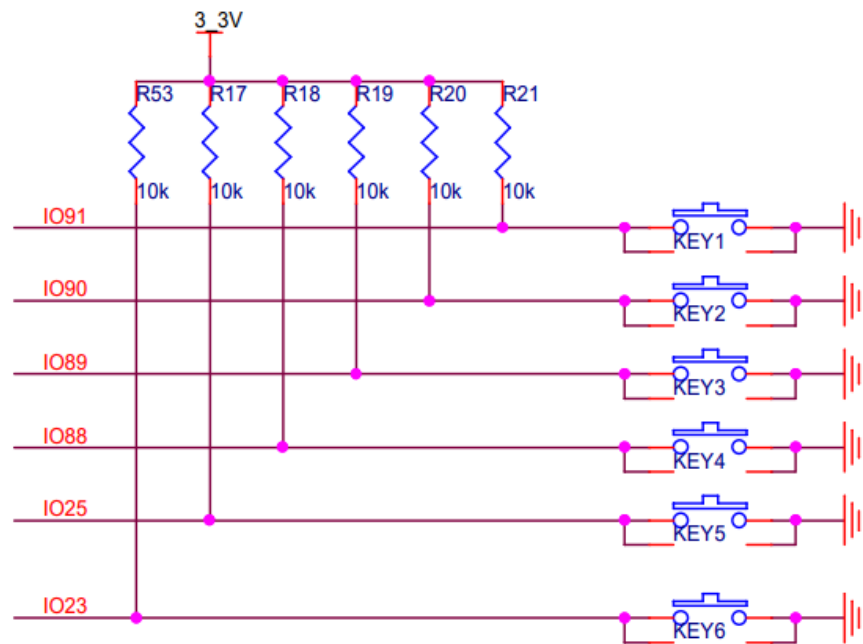 3_3V
R53 R17 R18 R19 R20 R21
10k 10k 10k 10k 10k 10k
IO91
KEY1
IO90
KEY2
IO89
KEY3
IO88
KEY4
IO25
KEY5
IO23
KEY6